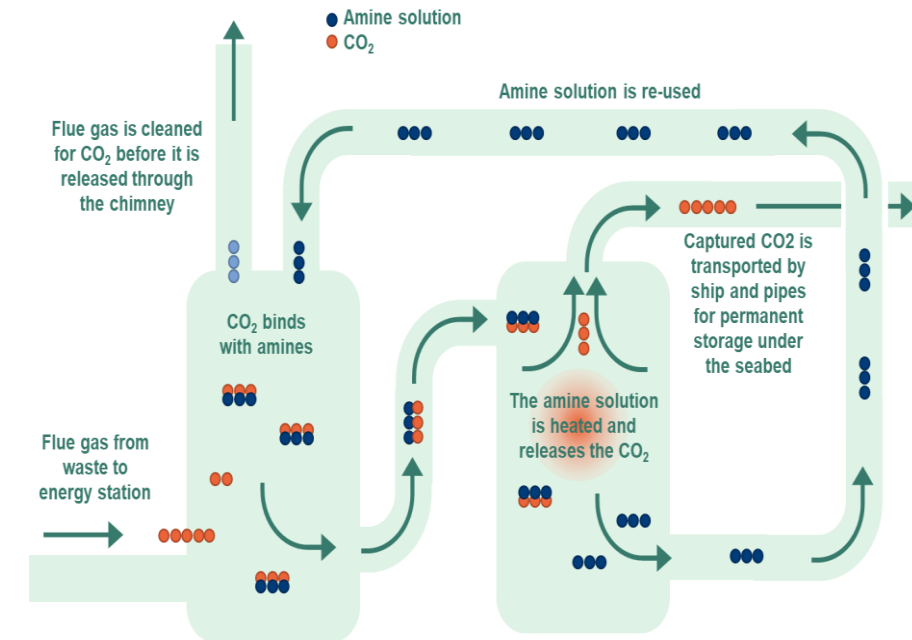 Amine solution
CO₂
Amine solution is re-used
Flue gas is cleaned
for CO₂ before it is
released through
the chimney
Captured CO2 is
transported by
ship and pipes
for permanent
storage under
the seabed
CO₂ binds
with amines
The amine solution
is heated and
releases the CO₂
Flue gas from
waste to
energy station